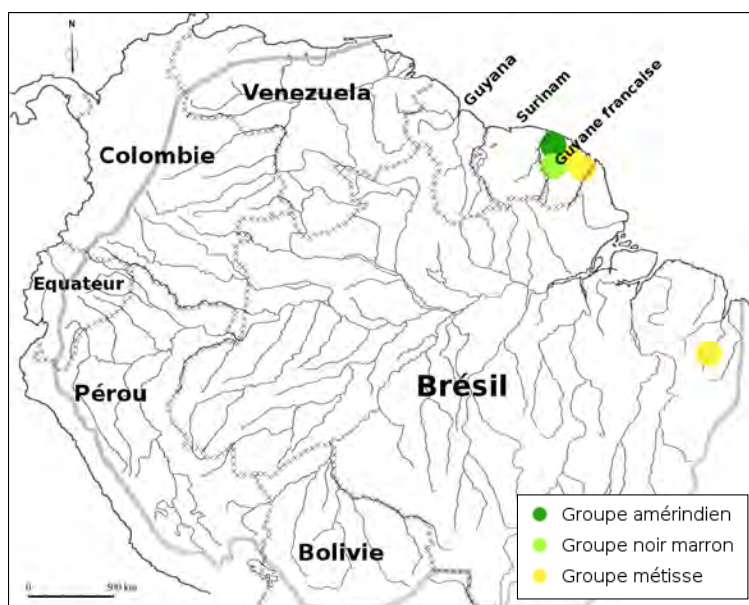 N
Venezuela
Guyana
Surinam
Guyane francaise
Colombie
Equateur
Pérou
Brésil
Bolivie
0 500 km
Groupe amérindien
Groupe noir marron
Groupe métisse